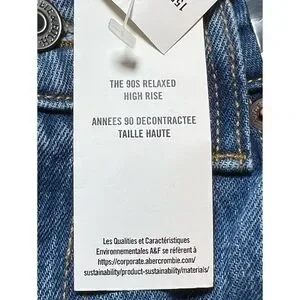 THE 90S RELAXED
HIGH RISE
ANNEES 90 DECONTRACTEE
TAILLE HAUTE
Les Qualities et Caractéristiques
Environnementales A&F se refèrent à
https://corporate.abercrombie.com/
sustainability/product-sustainability/materials/